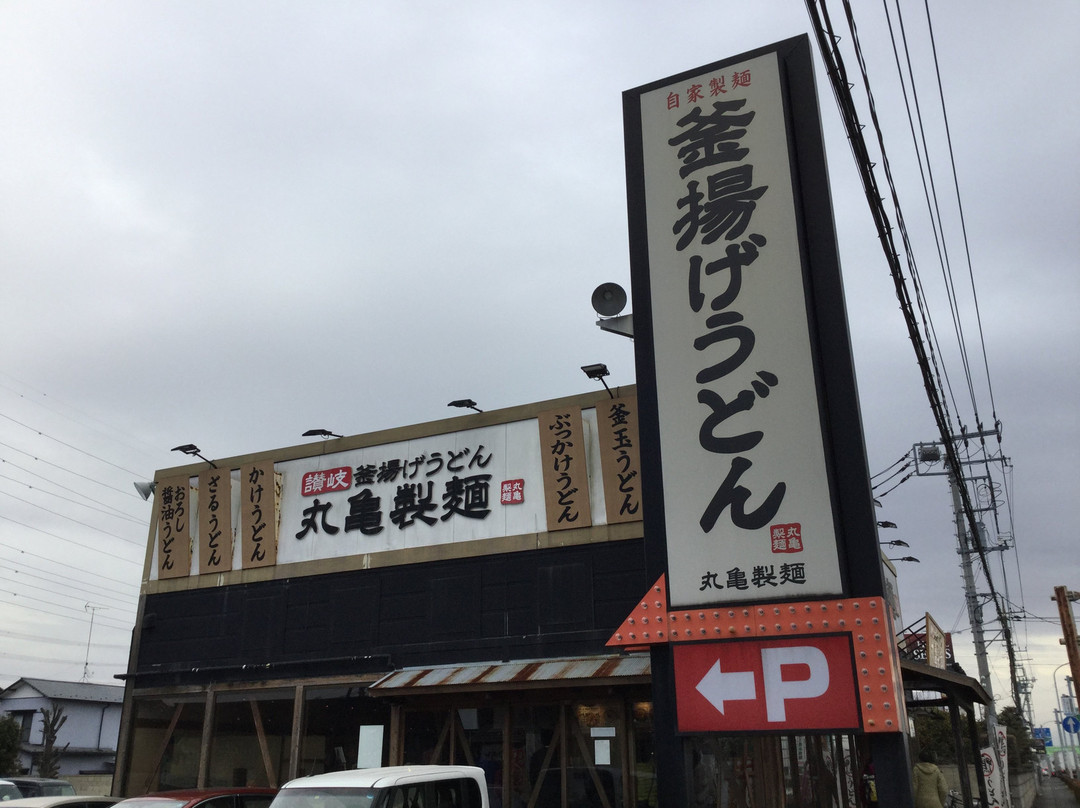 自家製麺
釜揚げうどん
丸亀製麺
丸亀製麺
P
おろし醤油うどん
ざるうどん
かけうどん
讃岐
釜揚げうどん
丸亀製麺
丸亀製麺
ぶっかけうどん
釜玉うどん